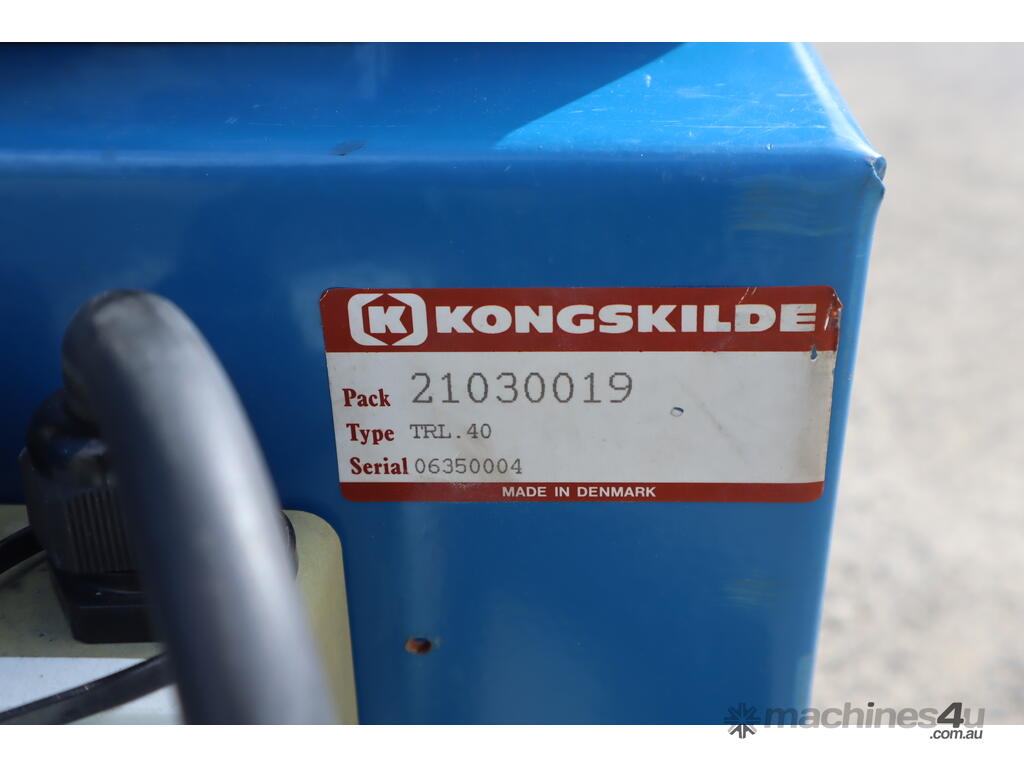 K KONGSKILDE
Pack 21030019
Type TRL.40
Serial 06350004
MADE IN DENMARK
machines4u
.com.au